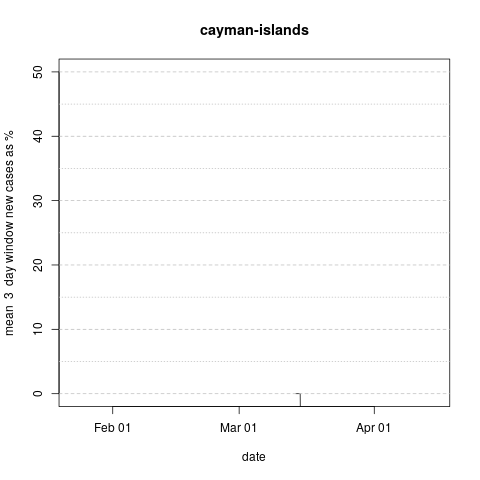 cayman-islands
mean  3  day window new cases as %
50
40
30
20
10
0
Feb 01
Mar 01
Apr 01
date